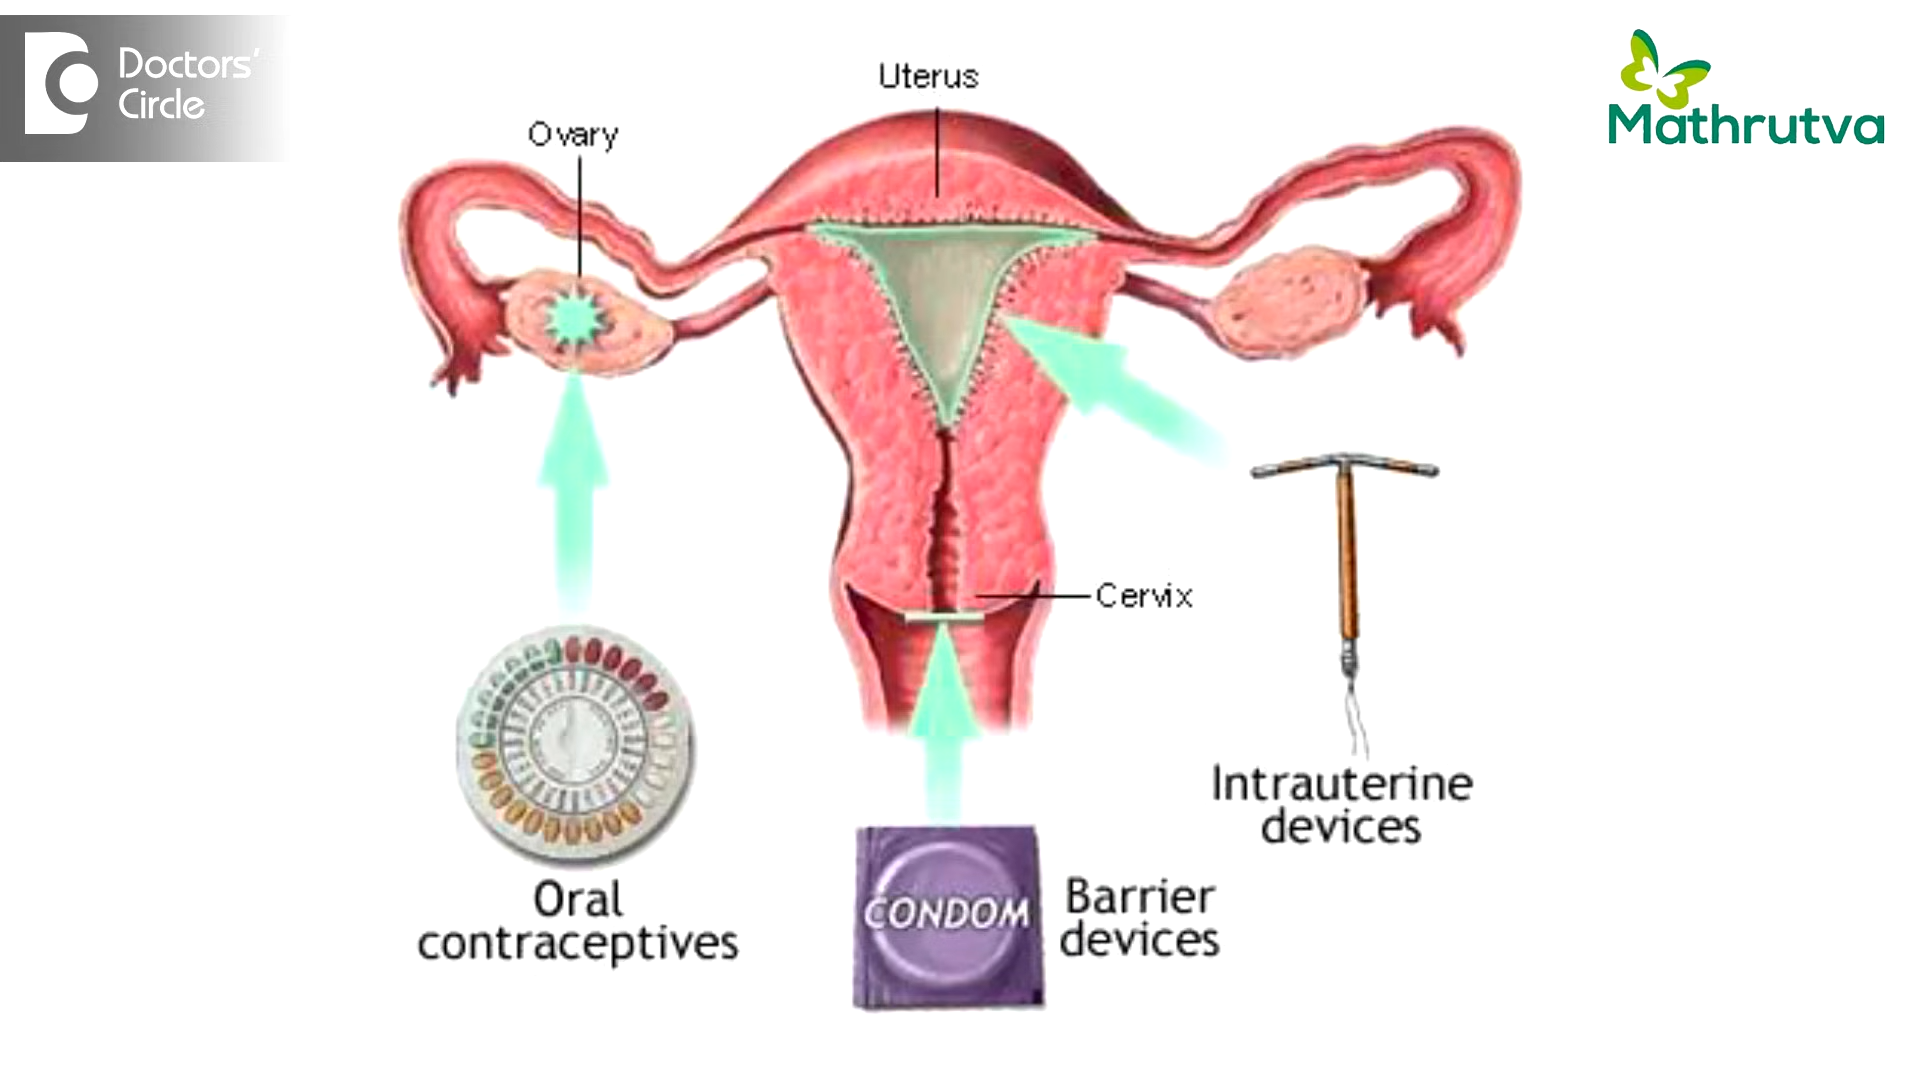 Doctors'
Circle
Mathrutva
Uterus
Ovary
Cervix
Intrauterine
devices
Oral
contraceptives
CONDOM
Barrier
devices